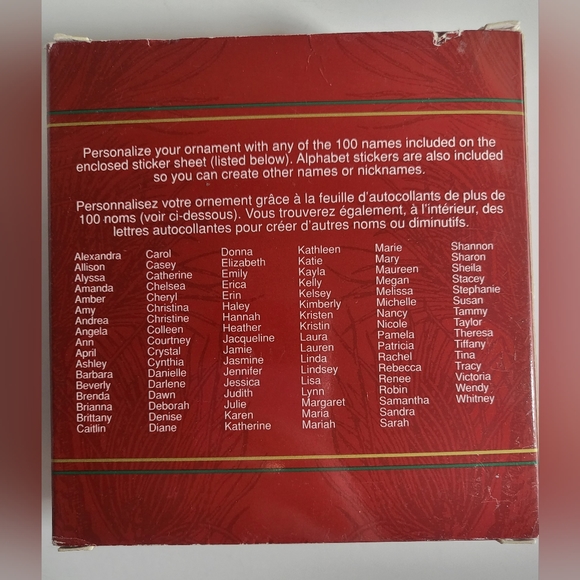 Personalize your ornament with any of the 100 names included on the
enclosed sticker sheet (listed below). Alphabet stickers are also included
so you can create other names or nicknames.
Personnalisez votre ornement grâce à la feuille d'autocollants de plus de
100 noms (voir ci-dessous). Vous trouverez également, à l'intérieur, des
lettres autocollantes pour créer d'autres noms ou diminutifs.
Alexandra
Allison
Alyssa
Amanda
Amber
Amy
Andrea
Angela
Ann
April
Ashley
Barbara
Beverly
Brenda
Brianna
Brittany
Caitlin
Carol
Casey
Catherine
Chelsea
Cheryl
Christina
Christine
Colleen
Courtney
Crystal
Cynthia
Danielle
Darlene
Dawn
Deborah
Denise
Diane
Donna
Elizabeth
Emily
Erica
Erin
Haley
Hannah
Heather
Jacqueline
Jamie
Jasmine
Jennifer
Jessica
Judith
Julie
Karen
Katherine
Kathleen
Katie
Kayla
Kelly
Kelsey
Kimberly
Kristen
Kristin
Laura
Lauren
Linda
Lindsey
Lisa
Lynn
Margaret
Maria
Mariah
Marie
Mary
Maureen
Megan
Melissa
Michelle
Nancy
Nicole
Pamela
Patricia
Rachel
Rebecca
Renee
Robin
Samantha
Sandra
Sarah
Shannon
Sharon
Sheila
Stacey
Stephanie
Susan
Tammy
Taylor
Theresa
Tiffany
Tina
Tracy
Victoria
Wendy
Whitney